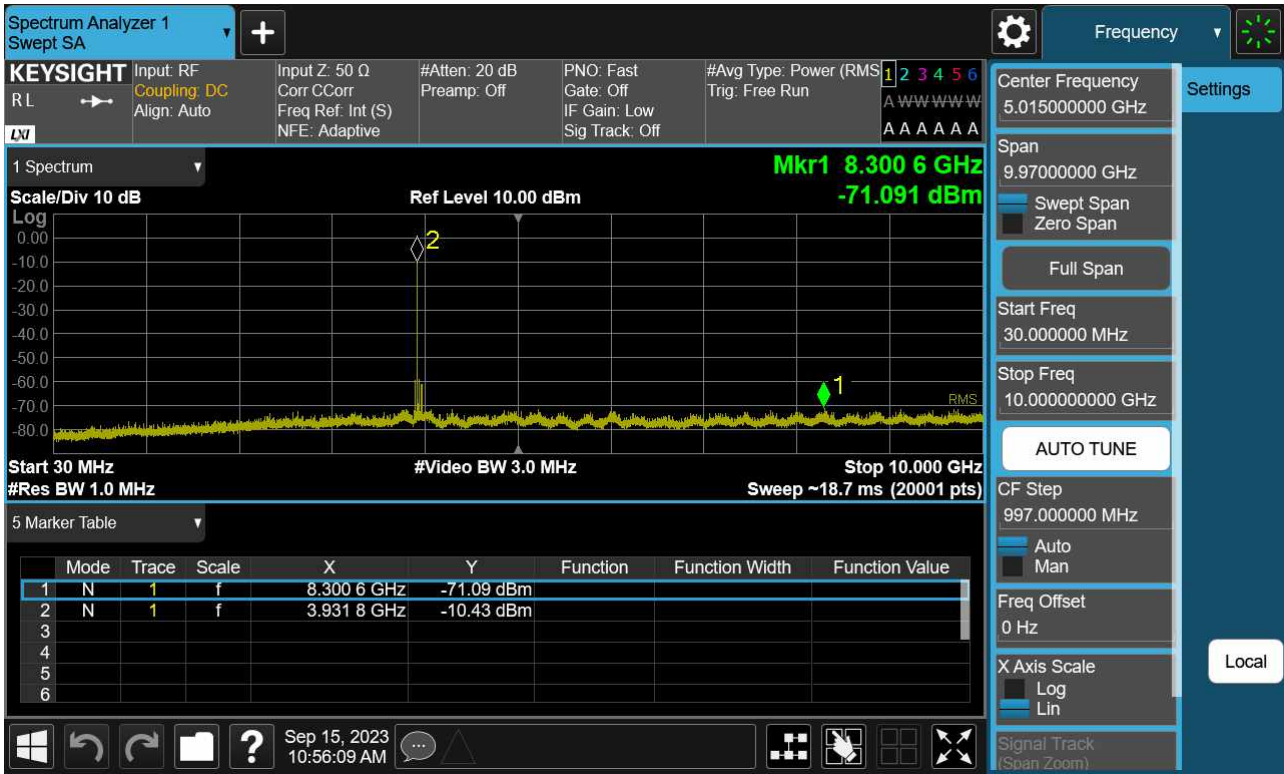 Spectrum Analyzer 1
Swept SA
Frequency
KEYSIGHT
RL
LXI
Input: RF
Coupling: DC
Align: Auto
Input Z: 50 Ω
Corr CCorr
Freq Ref: Int (S)
NFE: Adaptive
#Atten: 20 dB
Preamp: Off
PNO: Fast
Gate: Off
IF Gain: Low
Sig Track: Off
#Avg Type: Power (RMS
Trig: Free Run
1 2 3 4 5 6
A W W W W W
A A A A A A
1 Spectrum
Scale/Div 10 dB
Ref Level 10.00 dBm
Mkr1 8.300 6 GHz
-71.091 dBm
Log
0.00
-10.0
-20.0
-30.0
-40.0
-50.0
-60.0
-70.0
-80.0
2
1
RMS
Start 30 MHz
#Video BW 3.0 MHz
Stop 10.000 GHz
#Res BW 1.0 MHz
Sweep ~18.7 ms (20001 pts)
5 Marker Table
Mode Trace Scale X Y Function Function Width Function Value
1 N 1 f 8.300 6 GHz -71.09 dBm
2 N 1 f 3.931 8 GHz -10.43 dBm
3
4
5
6
Sep 15, 2023
10:56:09 AM
Center Frequency
5.015000000 GHz
Span
9.97000000 GHz
Swept Span
Zero Span
Full Span
Start Freq
30.000000 MHz
Stop Freq
10.000000000 GHz
AUTO TUNE
CF Step
997.000000 MHz
Auto
Man
Freq Offset
0 Hz
X Axis Scale
Log
Lin
Signal Track
(Span Zoom)
Settings
Local